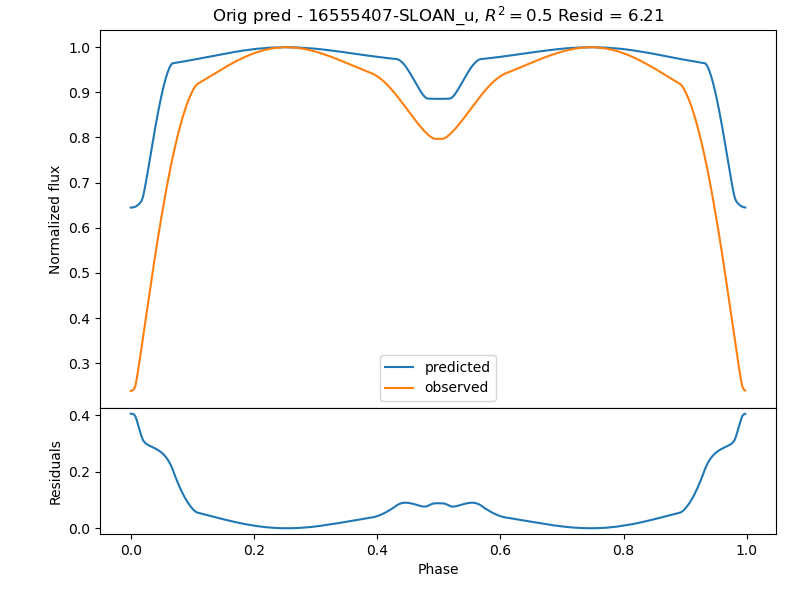 Orig pred - 16555407-SLOAN_u, R² = 0.5 Resid = 6.21
1.0
0.9
0.8
0.7
0.6
0.5
0.4
0.3
Normalized flux
predicted
observed
0.4
0.2
0.0
Residuals
0.0 0.2 0.4 0.6 0.8 1.0
Phase